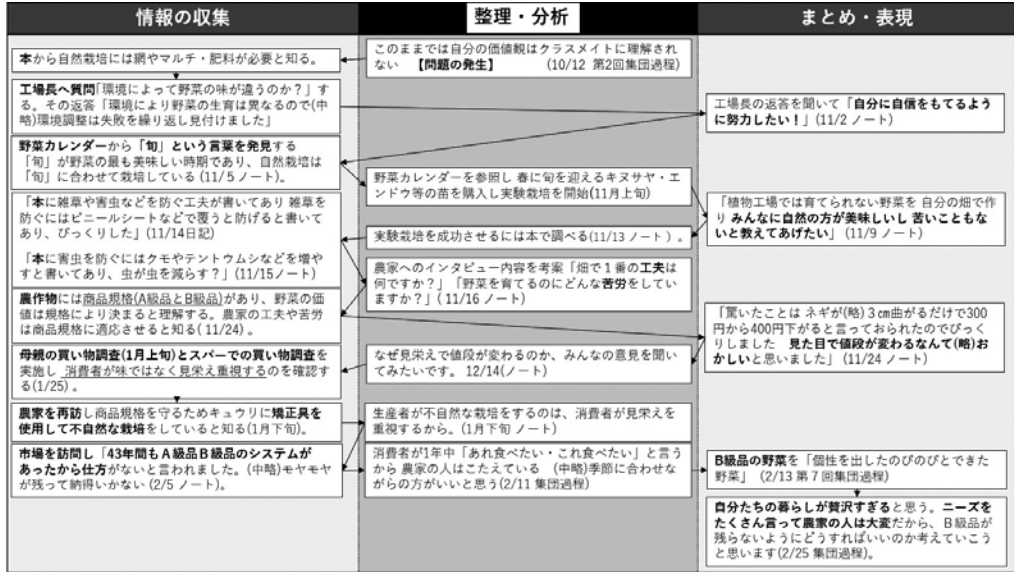 情報の収集
本から自然栽培には網やマルチ・肥料が必要と知る。
工場長へ質問「環境によって野菜の味が違うのか？」す
る。その返答「環境により野菜の生育は異なるので(中
略)環境調整は失敗を繰り返し見付けました」
野菜カレンダーから「旬」という言葉を発見する
「旬」が野菜の最も美味しい時期であり、自然栽培は
「旬」に合わせて栽培している (11/5 ノート)。
「本に雑草や害虫などを防ぐ工夫が書いてあり 雑草を
防ぐにはビニールシートなどで覆うと防げると書いて
あり、びっくりした」(11/14日記)
「本に害虫を防ぐにはクモやテントウムシなどを増や
すと書いてあり、虫が虫を減らす？」(11/15ノート)
農作物には商品規格(A級品とB級品)があり、野菜の価
値は規格により決まると理解する。農家の工夫や苦労
は商品規格に適応させると知る( 11/24) 。
母親の買い物調査(1月上旬)とスパーでの買い物調査を
実施し 消費者が味ではなく見栄え重視するのを確認す
る(1/25) 。
農家を再訪し商品規格を守るためキュウリに矯正具を
使用して不自然な栽培をしていると知る(1月下旬)。
市場を訪問し「43年間もＡ級品Ｂ級品のシステムが
あったから仕方がないと言われました。(中略)モヤモヤ
が残って納得いかない (2/5 ノート)。
整理・分析
このままでは自分の価値観はクラスメイトに理解され
ない 【問題の発生】 (10/12 第2回集団過程)
野菜カレンダーを参照し 春に旬を迎えるキヌサヤ・エ
ンドウ等の苗を購入し実験栽培を開始(11月上旬)
実験栽培を成功させるには本で調べる(11/13 ノート ) 。
農家へのインタビュー内容を考案「畑で１番の工夫は
何ですか？」「野菜を育てるのにどんな苦労をしてい
ますか？」( 11/16 ノート)
なぜ見栄えで値段が変わるのか、みんなの意見を聞い
てみたいです。 12/14(ノート)
生産者が不自然な栽培をするのは、消費者が見栄えを
重視するから。(1月下旬 ノート)
消費者が1年中「あれ食べたい・これ食べたい」と言う
から 農家の人はこたえている (中略)季節に合わせな
がらの方がいいと思う(2/11 集団過程)
まとめ・表現
工場長の返答を聞いて「自分に自信をもてるよう
に努力したい！」(11/2 ノート)
「植物工場では育てられない野菜を 自分の畑で作
り みんなに自然の方が美味しいし 苦いこともな
いと教えてあげたい」 (11/9 ノート)
「驚いたことは ネギが(略) 3 ㎝曲がるだけで300
円から400円下がると言っておられたのでびっく
りしました 見た目で値段が変わるなんて(略)お
かしいと思いました」(11/24 ノート)
B級品の野菜を「個性を出したのびのびとできた
野菜」 (2/13 第７回集団過程)
自分たちの暮らしが贅沢すぎると思う。ニーズを
たくさん言って農家の人は大変だから、Ｂ級品が
残らないようにどうすればいいのか考えていこう
と思います(2/25 集団過程)。